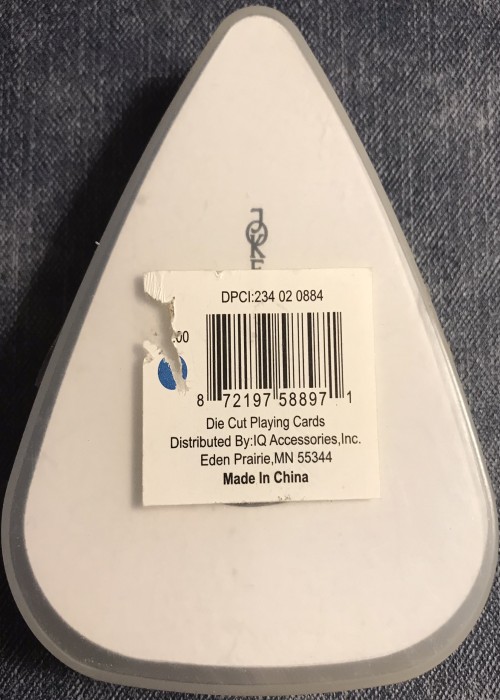 JOKE
DPCI:234 02 0884
.00
8 72197 58897 1
Die Cut Playing Cards
Distributed By:IQ Accessories,Inc.
Eden Prairie,MN 55344
Made In China